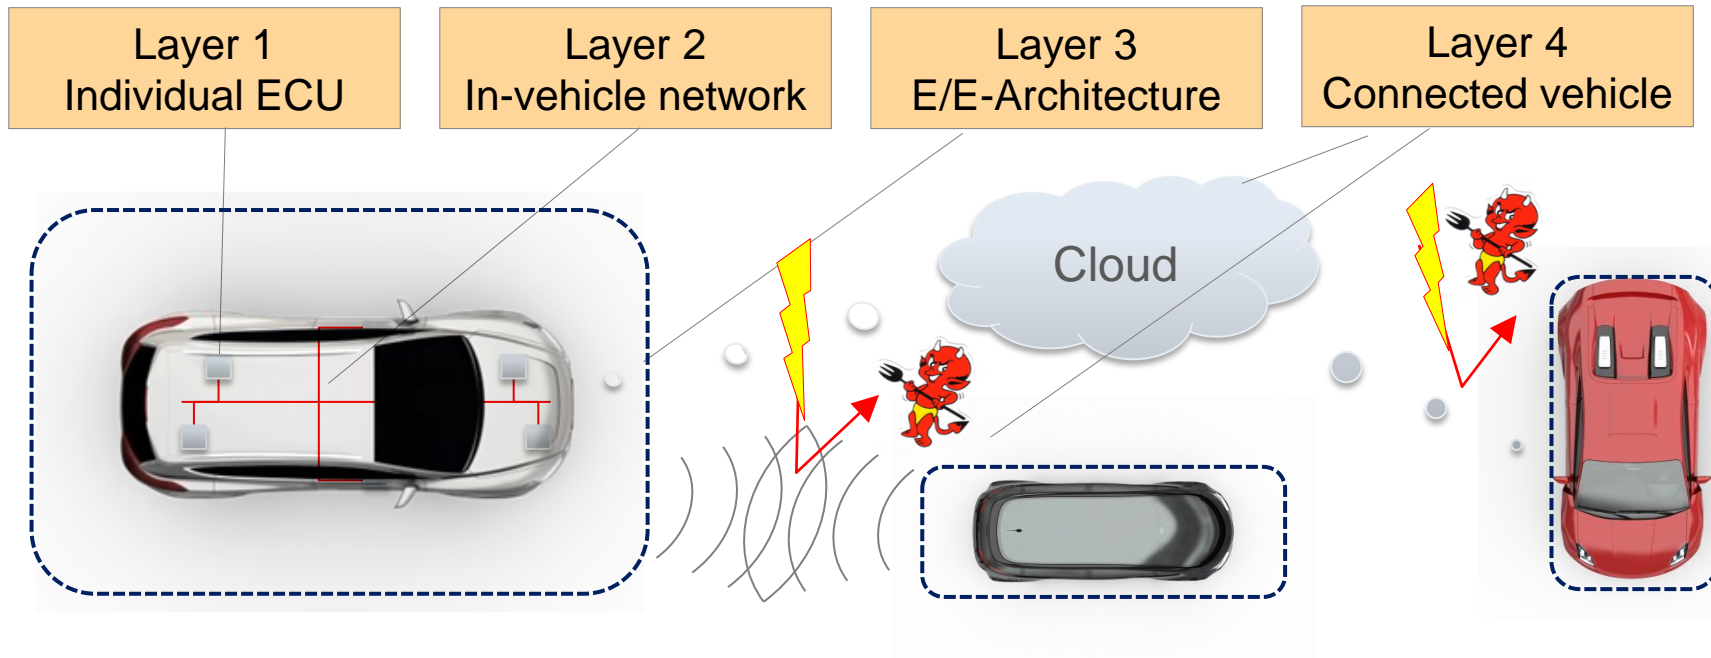 Layer 1
Individual ECU
Layer 2
In-vehicle network
Layer 3
E/E-Architecture
Layer 4
Connected vehicle
Cloud